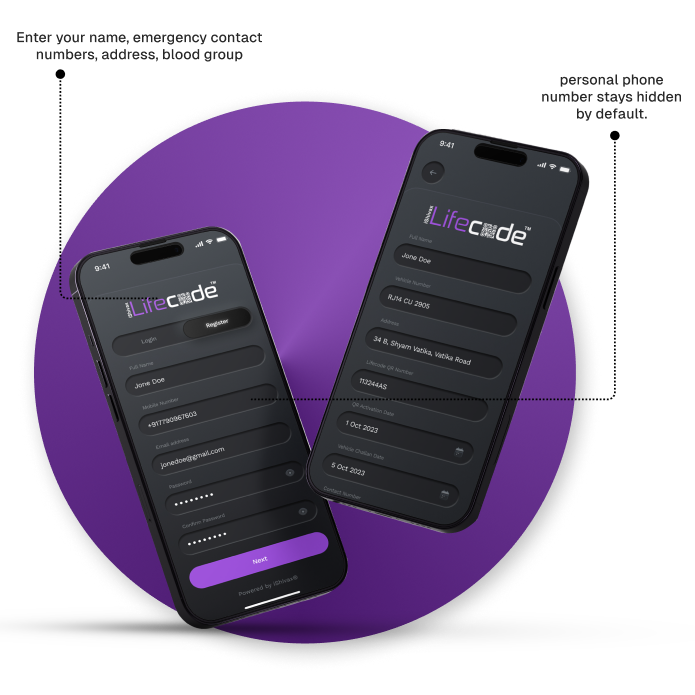 Enter your name, emergency contact
numbers, address, blood group
personal phone
number stays hidden
by default.
9:41
iShivax
Lifecode™
Login
Register
Full Name
Jone Doe
Mobile Number
+917790967603
Email address
jonedoe@gmail.com
Password
Confirm Password
Next
Powered by iShivax®
9:41
iShivax
Lifecode™
Full Name
Jone Doe
Vehicle Number
RJ14 CU 2905
Address
34 B, Shyam Vatika, Vatika Road
Lifecode QR Number
113244AS
QR Activation Date
1 Oct 2023
Vehicle Challan Date
5 Oct 2023
Contact Number